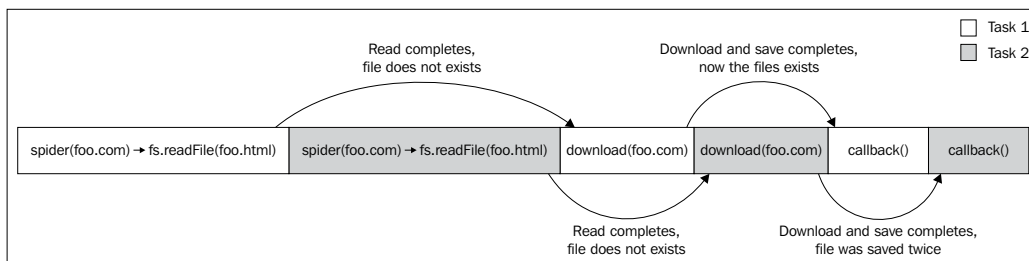 Task 1
Task 2
Read completes,
file does not exists
Download and save completes,
now the files exists
spider(foo.com) → fs.readFile(foo.html)
spider(foo.com) → fs.readFile(foo.html)
download(foo.com)
download(foo.com)
callback()
callback()
Read completes,
file does not exists
Download and save completes,
file was saved twice